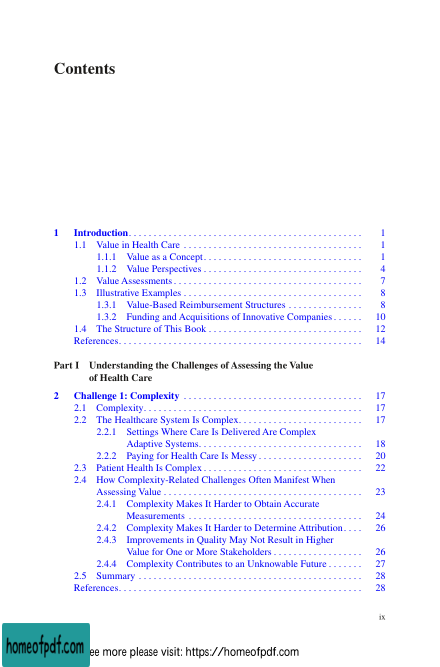 Contents
1 Introduction. . . . . . . . . . . . . . . . . . . . . . . . . . . . . . . . . . . . . . . . . . . . . . . 1
1.1 Value in Health Care . . . . . . . . . . . . . . . . . . . . . . . . . . . . . . . . . . . . 1
1.1.1 Value as a Concept. . . . . . . . . . . . . . . . . . . . . . . . . . . . . . . . 1
1.1.2 Value Perspectives . . . . . . . . . . . . . . . . . . . . . . . . . . . . . . . . 4
1.2 Value Assessments . . . . . . . . . . . . . . . . . . . . . . . . . . . . . . . . . . . . . . 7
1.3 Illustrative Examples . . . . . . . . . . . . . . . . . . . . . . . . . . . . . . . . . . . . 8
1.3.1 Value-Based Reimbursement Structures . . . . . . . . . . . . . . . 8
1.3.2 Funding and Acquisitions of Innovative Companies . . . . . . 10
1.4 The Structure of This Book . . . . . . . . . . . . . . . . . . . . . . . . . . . . . . . 12
References. . . . . . . . . . . . . . . . . . . . . . . . . . . . . . . . . . . . . . . . . . . . . . . . . 14
Part I Understanding the Challenges of Assessing the Value
of Health Care
2 Challenge 1: Complexity . . . . . . . . . . . . . . . . . . . . . . . . . . . . . . . . . . . . 17
2.1 Complexity. . . . . . . . . . . . . . . . . . . . . . . . . . . . . . . . . . . . . . . . . . . . 17
2.2 The Healthcare System Is Complex. . . . . . . . . . . . . . . . . . . . . . . . . 17
2.2.1 Settings Where Care Is Delivered Are Complex
Adaptive Systems. . . . . . . . . . . . . . . . . . . . . . . . . . . . . . . . . 18
2.2.2 Paying for Health Care Is Messy . . . . . . . . . . . . . . . . . . . . . 20
2.3 Patient Health Is Complex . . . . . . . . . . . . . . . . . . . . . . . . . . . . . . . . 22
2.4 How Complexity-Related Challenges Often Manifest When
Assessing Value . . . . . . . . . . . . . . . . . . . . . . . . . . . . . . . . . . . . . . . . 23
2.4.1 Complexity Makes It Harder to Obtain Accurate
Measurements . . . . . . . . . . . . . . . . . . . . . . . . . . . . . . . . . . . 24
2.4.2 Complexity Makes It Harder to Determine Attribution. . . . 26
2.4.3 Improvements in Quality May Not Result in Higher
Value for One or More Stakeholders . . . . . . . . . . . . . . . . . . 26
2.4.4 Complexity Contributes to an Unknowable Future . . . . . . . 27
2.5 Summary . . . . . . . . . . . . . . . . . . . . . . . . . . . . . . . . . . . . . . . . . . . . . 28
References. . . . . . . . . . . . . . . . . . . . . . . . . . . . . . . . . . . . . . . . . . . . . . . . . 28
ix
homeofpdf.com
ee more please visit: https://homeofpdf.com